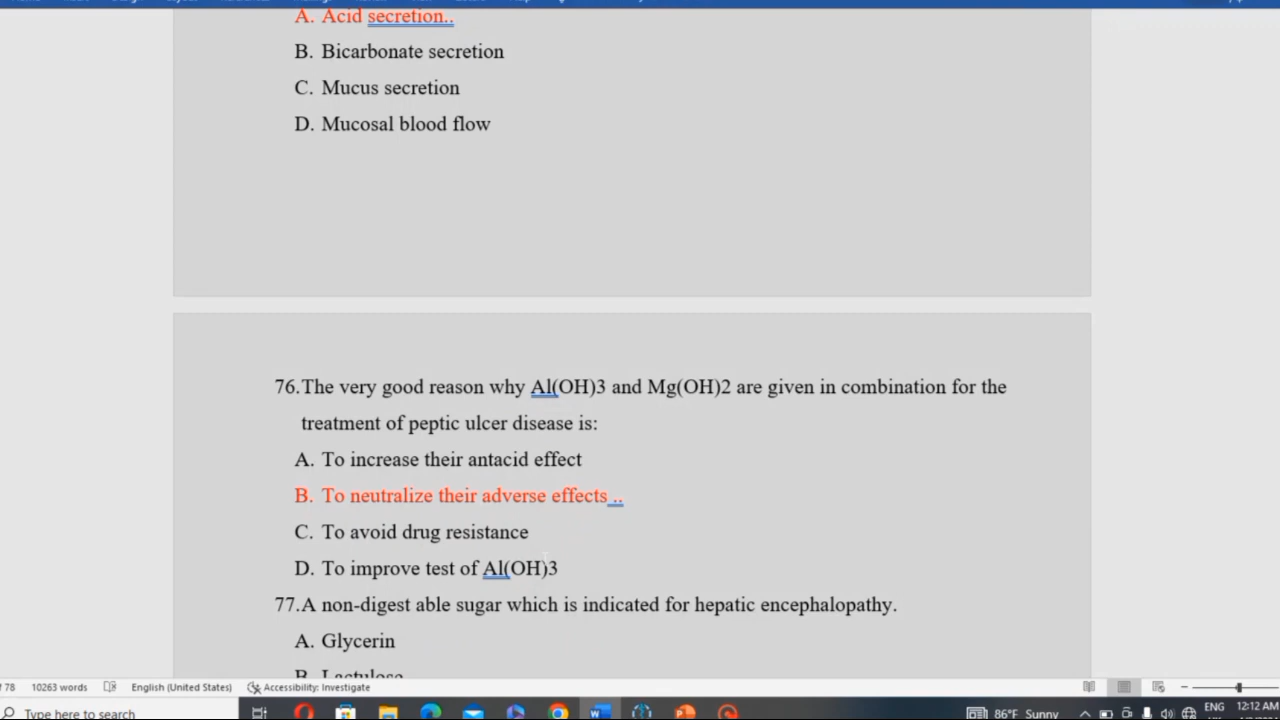 A. Acid secretion..
B. Bicarbonate secretion
C. Mucus secretion
D. Mucosal blood flow
76.The very good reason why Al(OH)3 and Mg(OH)2 are given in combination for the
treatment of peptic ulcer disease is:
A. To increase their antacid effect
B. To neutralize their adverse effects ..
C. To avoid drug resistance
D. To improve test of Al(OH)3
77.A non-digest able sugar which is indicated for hepatic encephalopathy.
A. Glycerin
B. Lactulose
78 10263 words English (United States) Accessibility: Investigate
Type here to search 86°F Sunny ENG 12:12 AM